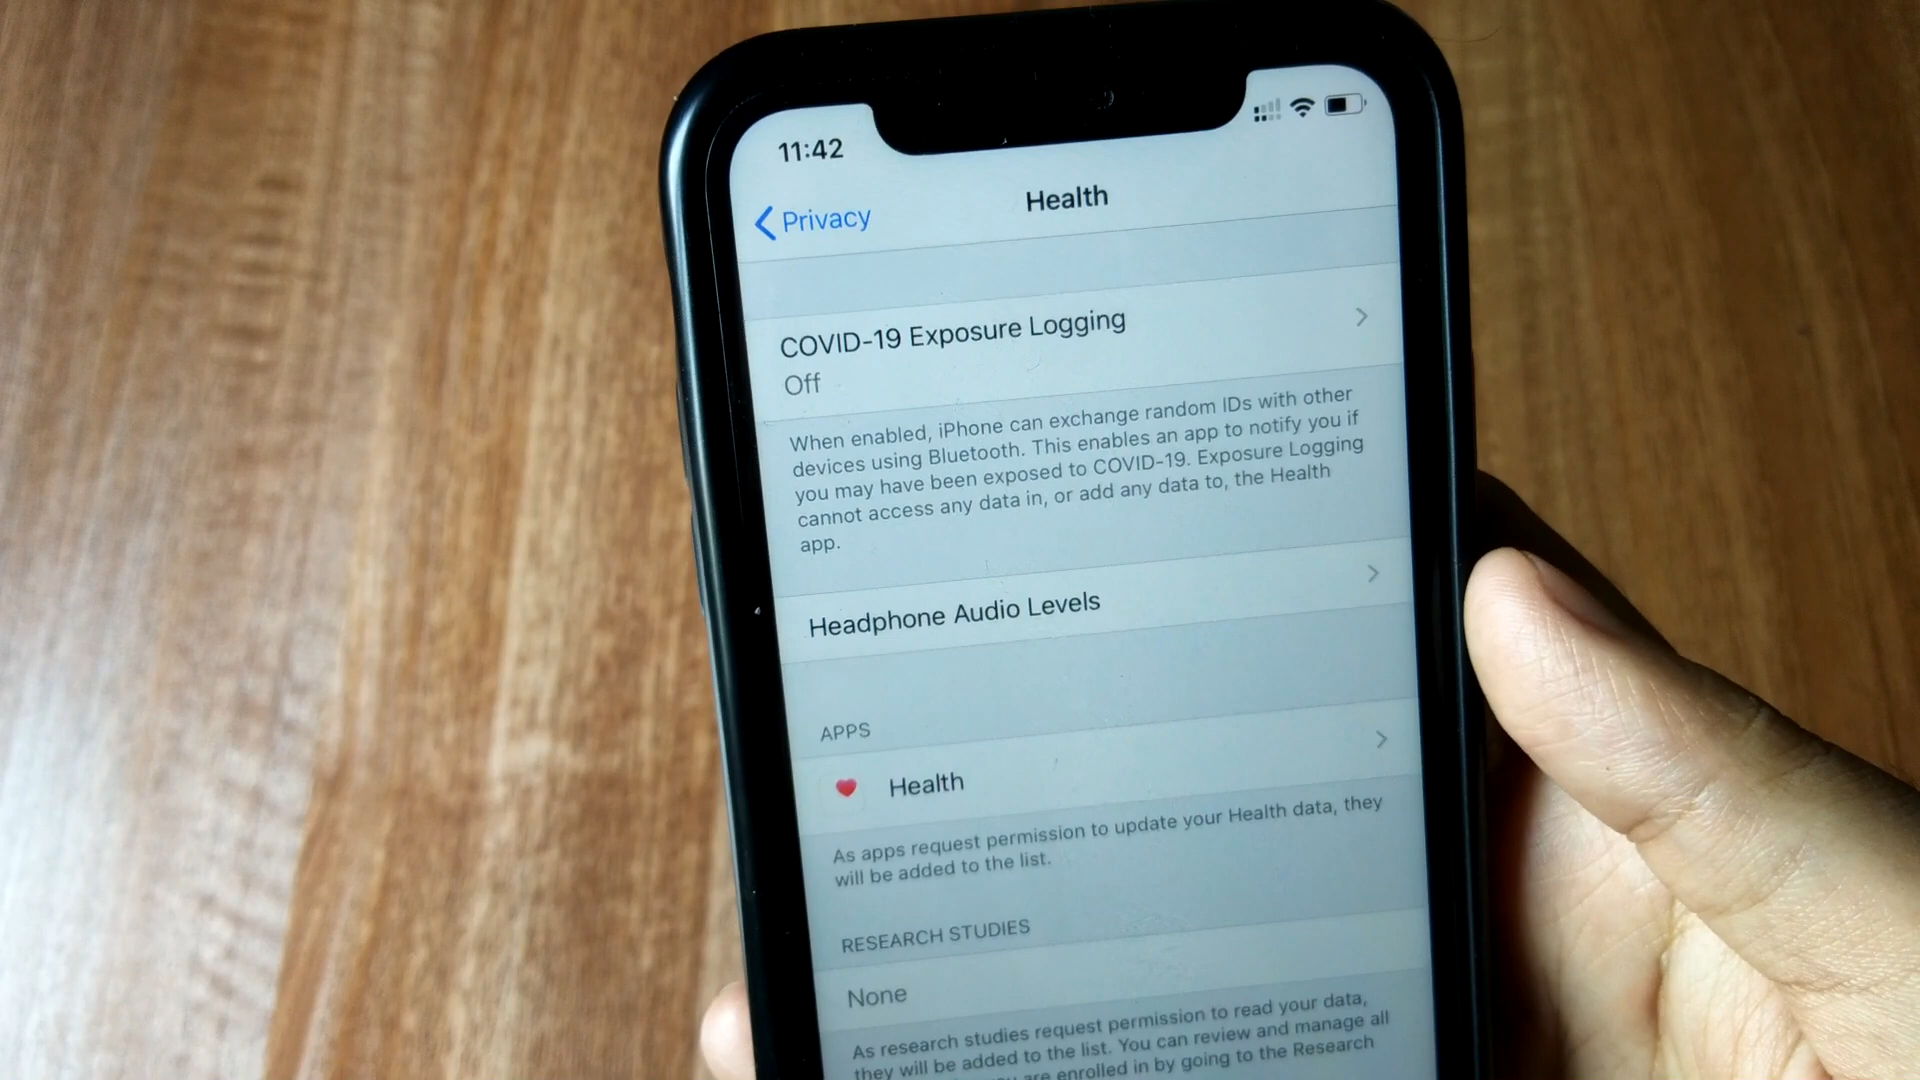 11:42
Privacy
Health
COVID-19 Exposure Logging
Off
When enabled, iPhone can exchange random IDs with other
devices using Bluetooth. This enables an app to notify you if
you may have been exposed to COVID-19. Exposure Logging
cannot access any data in, or add any data to, the Health
app.
Headphone Audio Levels
APPS
Health
As apps request permission to update your Health data, they
will be added to the list.
RESEARCH STUDIES
None
As research studies request permission to read your data,
they will be added to the list. You can review and manage all
are enrolled in by going to the Research